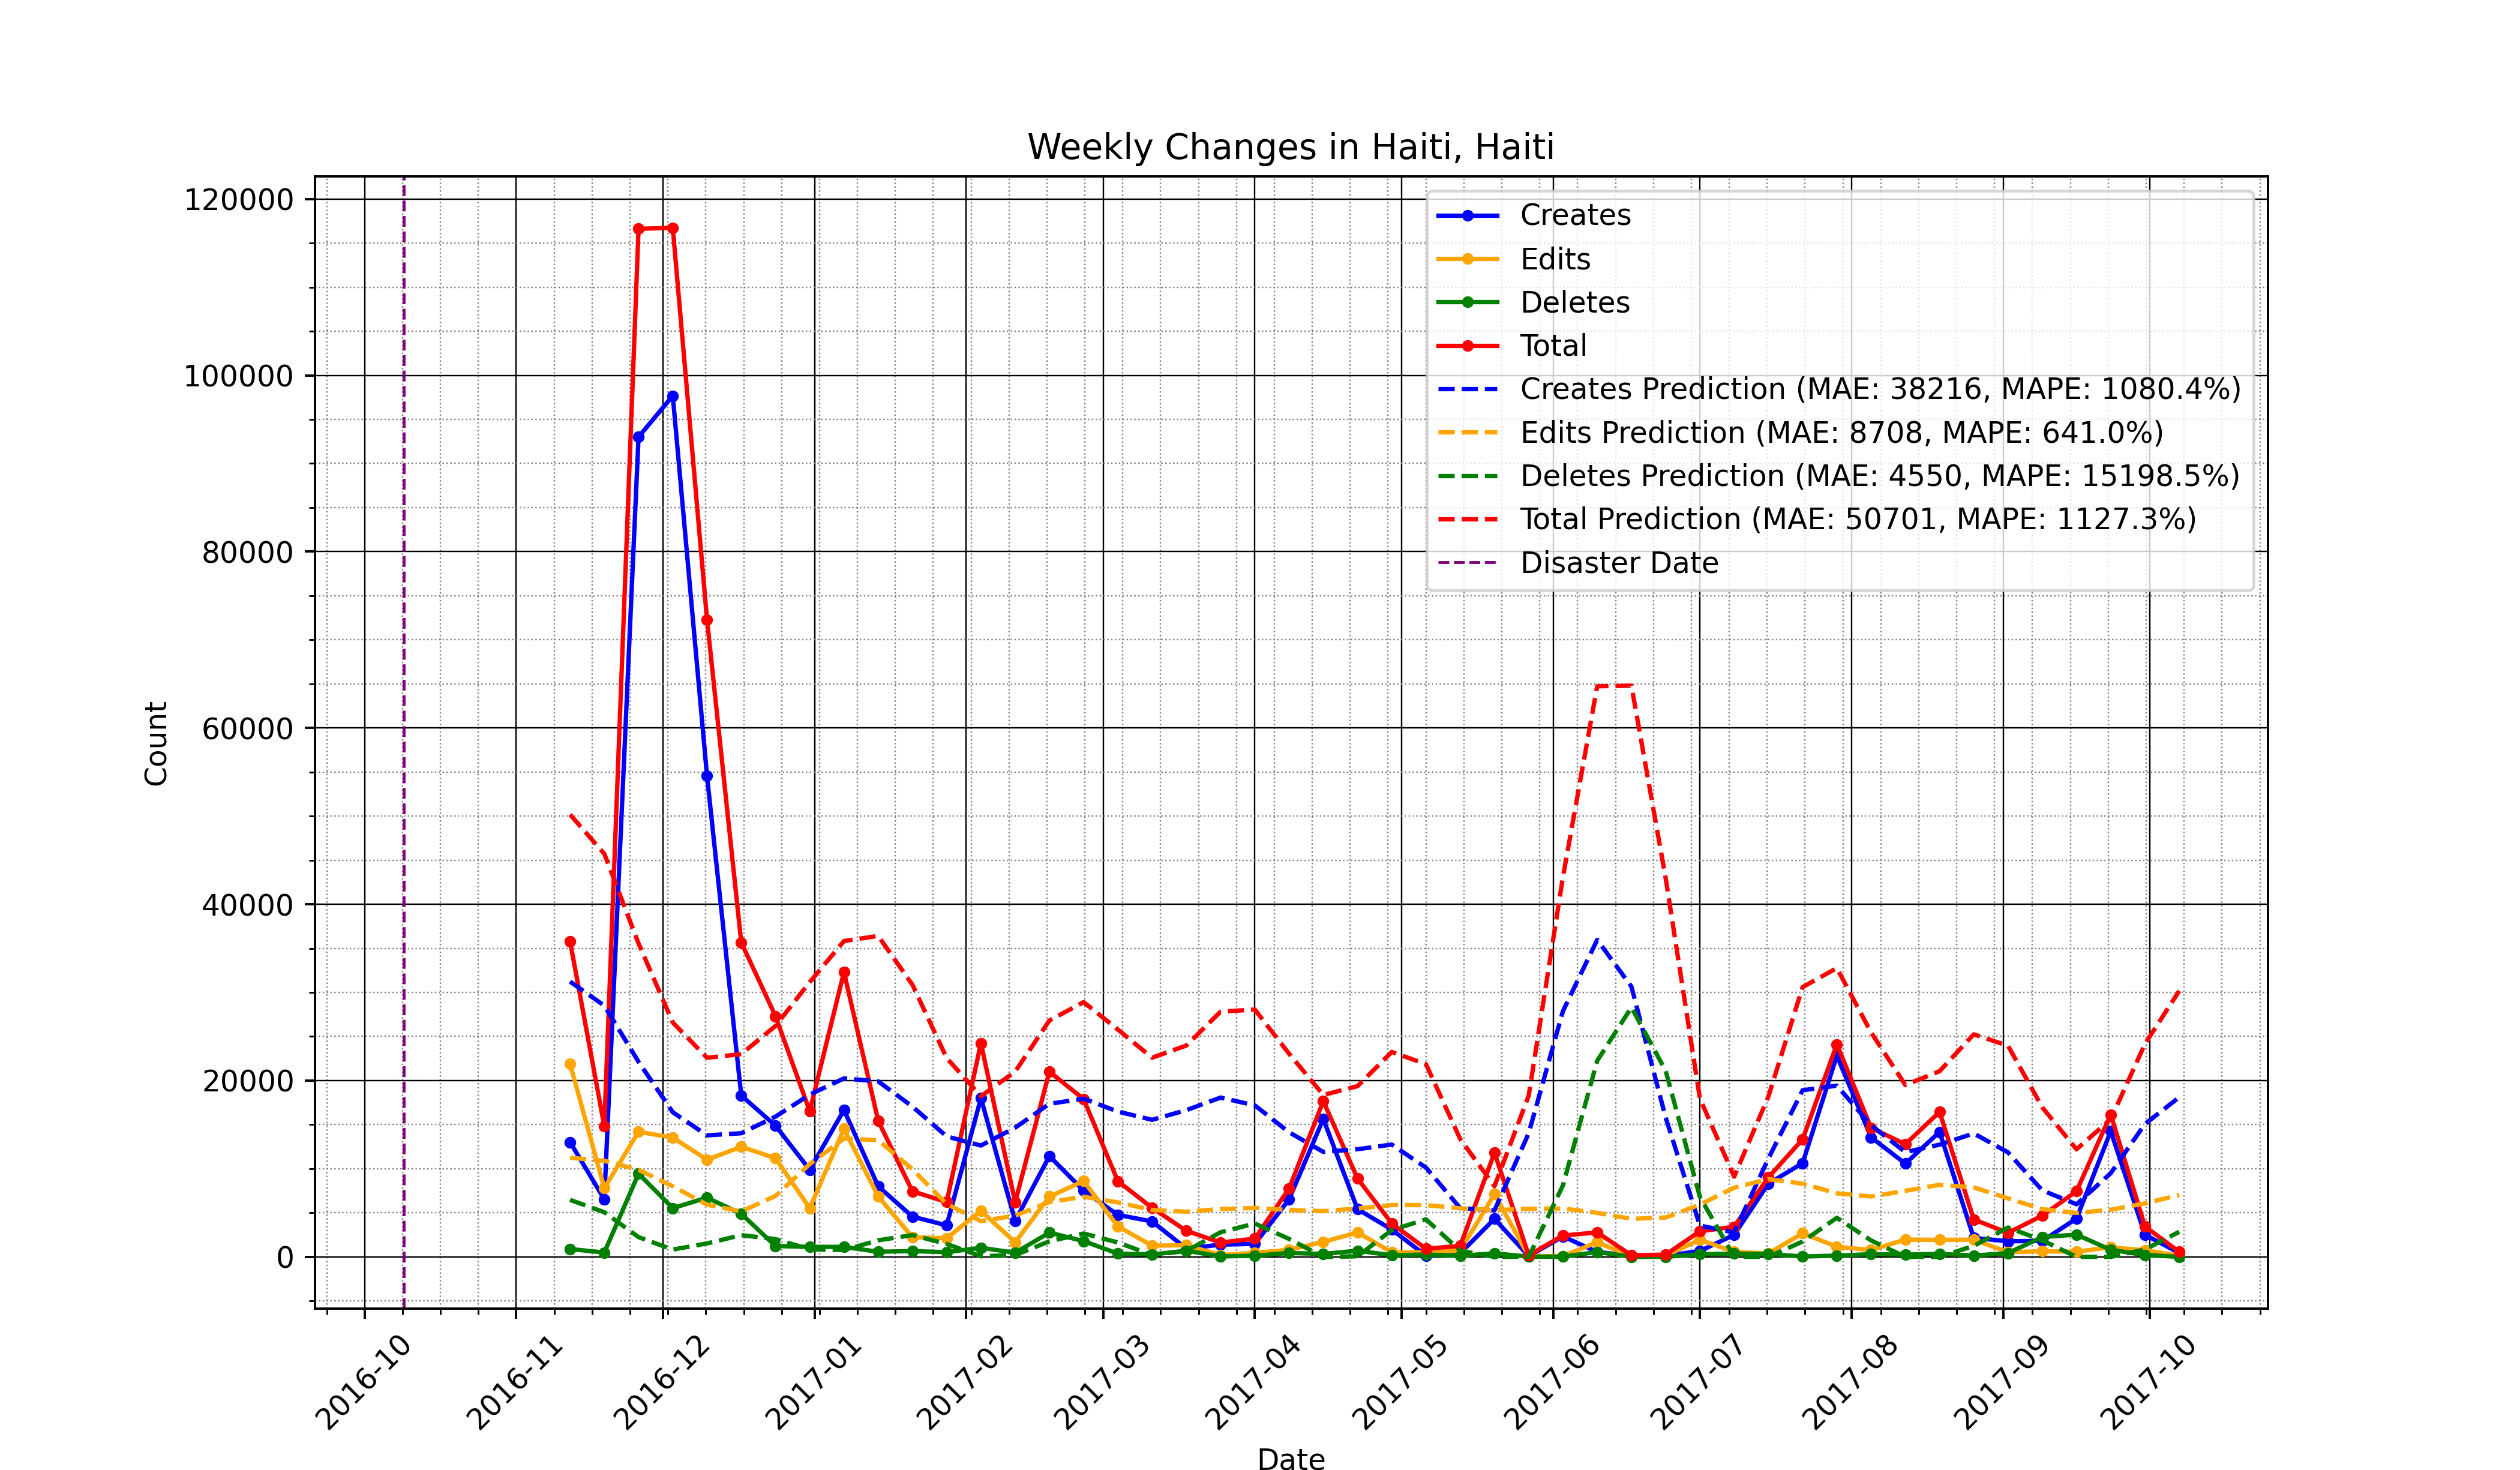 Weekly Changes in Haiti, Haiti
120000
100000
80000
60000
40000
20000
0
Count
Creates
Edits
Deletes
Total
Creates Prediction (MAE: 38216, MAPE: 1080.4%)
Edits Prediction (MAE: 8708, MAPE: 641.0%)
Deletes Prediction (MAE: 4550, MAPE: 15198.5%)
Total Prediction (MAE: 50701, MAPE: 1127.3%)
Disaster Date
2016-10
2016-11
2016-12
2017-01
2017-02
2017-03
2017-04
2017-05
2017-06
2017-07
2017-08
2017-09
2017-10
Date